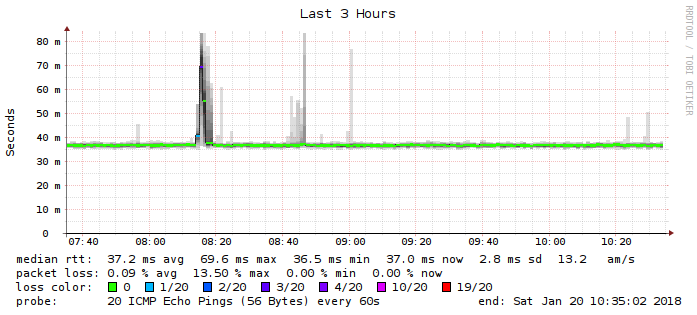 Last 3 Hours
RRDTOOL / TOBI OETIKER
Seconds
80 m
70 m
60 m
50 m
40 m
30 m
20 m
10 m
0
07:40 08:00 08:20 08:40 09:00 09:20 09:40 10:00 10:20
median rtt: 37.2 ms avg 69.6 ms max 36.5 ms min 37.0 ms now 2.8 ms sd 13.2 am/s
packet loss: 0.09 % avg 13.50 % max 0.00 % min 0.00 % now
loss color: 0 1/20 2/20 3/20 4/20 10/20 19/20
probe: 20 ICMP Echo Pings (56 Bytes) every 60s end: Sat Jan 20 10:35:02 2018